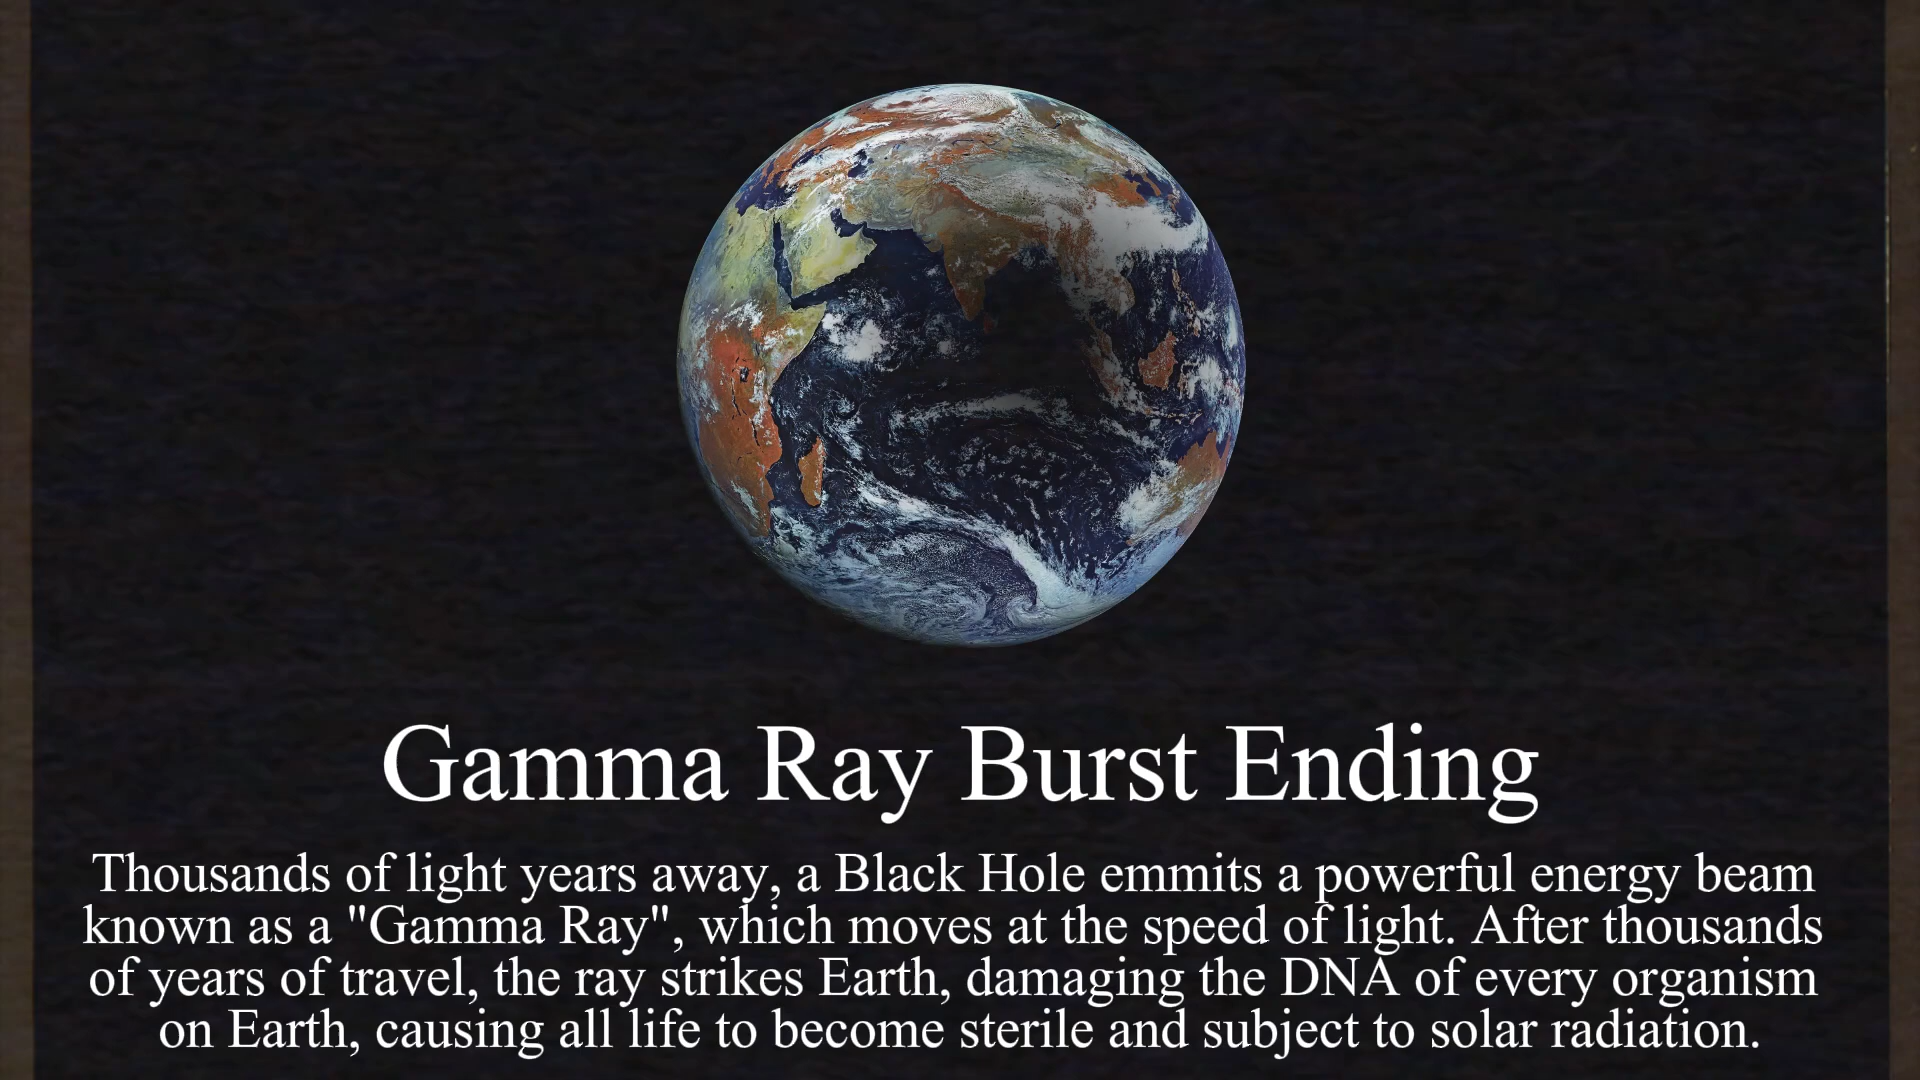 Gamma Ray Burst Ending
Thousands of light years away, a Black Hole emmits a powerful energy beam
known as a "Gamma Ray", which moves at the speed of light. After thousands
of years of travel, the ray strikes Earth, damaging the DNA of every organism
on Earth, causing all life to become sterile and subject to solar radiation.